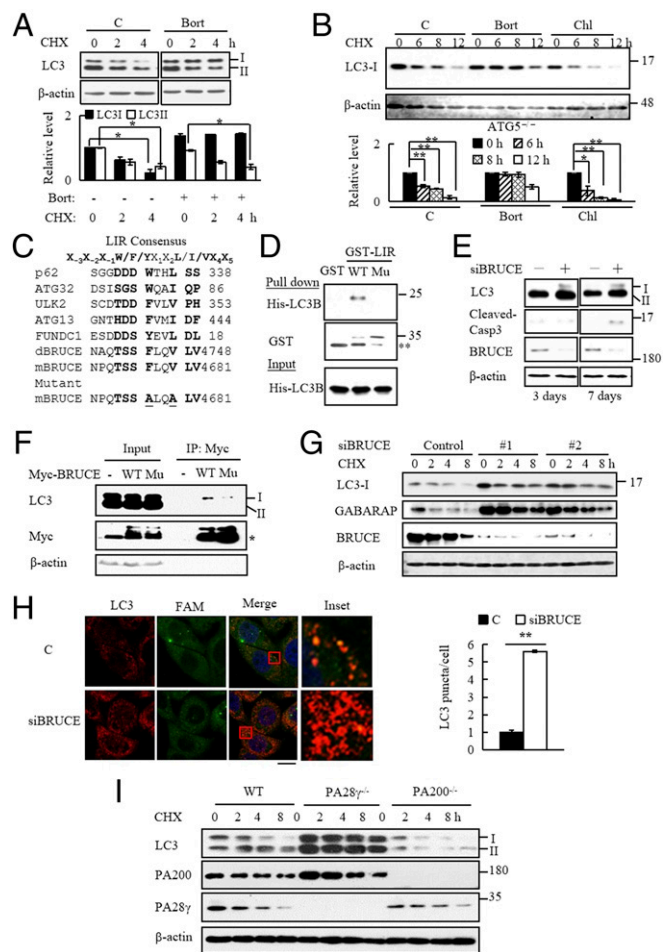 A
C Bort
CHX 0 2 4 0 2 4 h
LC3 I
II
β-actin
LC3I LC3II
* * *
Relative level
2
1
0
Bort: - - - + + +
CHX: 0 2 4 0 2 4 h
B
C Bort Chl
CHX 0 6 8 12 0 6 8 12 0 6 8 12 h
LC3-I 17
β-actin 48
ATG5-/-
0 h 6 h
8 h 12 h
** ** ** ** ** *
Relative level
2
1
0
C Bort Chl
C
LIR Consensus
X-3X-2X-1W/F/YX1X2L/I/VX4X5
p62 SGGDDDWTHLSS 338
ATG32 DSISGSWQAIQP 86
ULK2 SCDTDDFVLVPH 353
ATG13 GNTHDDFVMIDF 444
FUNDC1 ESDDDSYEVLDL 18
dBRUCE NPQTSSFLQVLV4748
mBRUCE NPQTSSFLQVLV4681
Mutant
mBRUCE NPQTSSALQALV4681
D
GST-LIR
GST WT Mu
Pull down
His-LC3B 25
GST 35
**
Input
His-LC3B
E
siBRUCE − + − +
LC3 I
II
Cleaved-
Casp3
BRUCE 180
β-actin
3 days 7 days
F
Input IP: Myc
Myc-BRUCE - WT Mu - WT Mu
LC3 I
II
Myc *
β-actin
G
siBRUCE Control #1 #2
CHX 0 2 4 8 0 2 4 8 0 2 4 8 h
LC3-I 17
GABARAP
BRUCE
β-actin
H
LC3 FAM Merge Inset
C
siBRUCE
C siBRUCE
**
LC3 puncta/cell
6
5
4
3
2
1
0
I
WT PA28γ-/- PA200-/-
CHX 0 2 4 8 0 2 4 8 0 2 4 8 h
LC3 I
II
PA200 180
PA28γ 35
β-actin